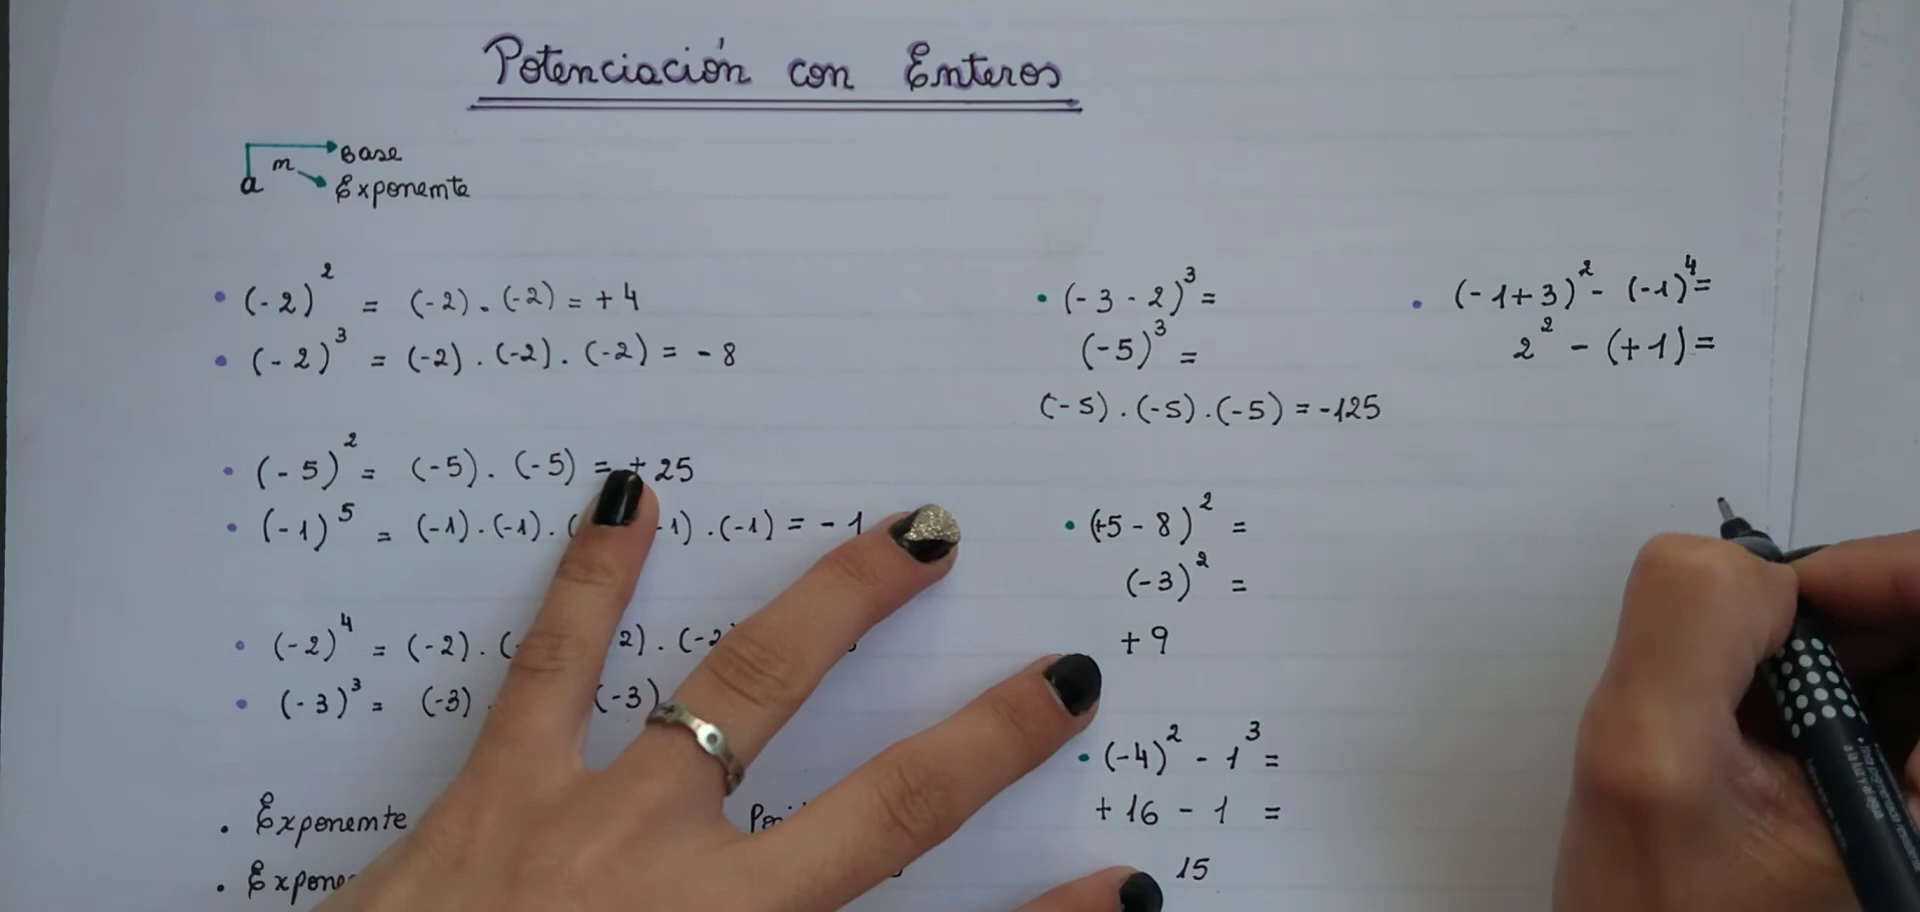 Potenciación con Enteros
Base
a^m
Exponente
• (-2)^2 = (-2) . (-2) = +4
• (-2)^3 = (-2) . (-2) . (-2) = -8
• (-5)^2 = (-5) . (-5) = +25
• (-1)^5 = (-1) . (-1) . ( -1) . (-1) = -1
• (-2)^4 = (-2) . (- 2) . (-2
• (-3)^3 = (-3) . (-3)
. Exponente
. Expone
• (-3 - 2)^3 =
(-5)^3 =
(-5) . (-5) . (-5) = -125
• (+5 - 8)^2 =
(-3)^2 =
+9
• (-4)^2 - 1^3 =
+16 - 1 =
15
• (-1+3)^2 - (-1)^4 =
2^2 - (+1) =